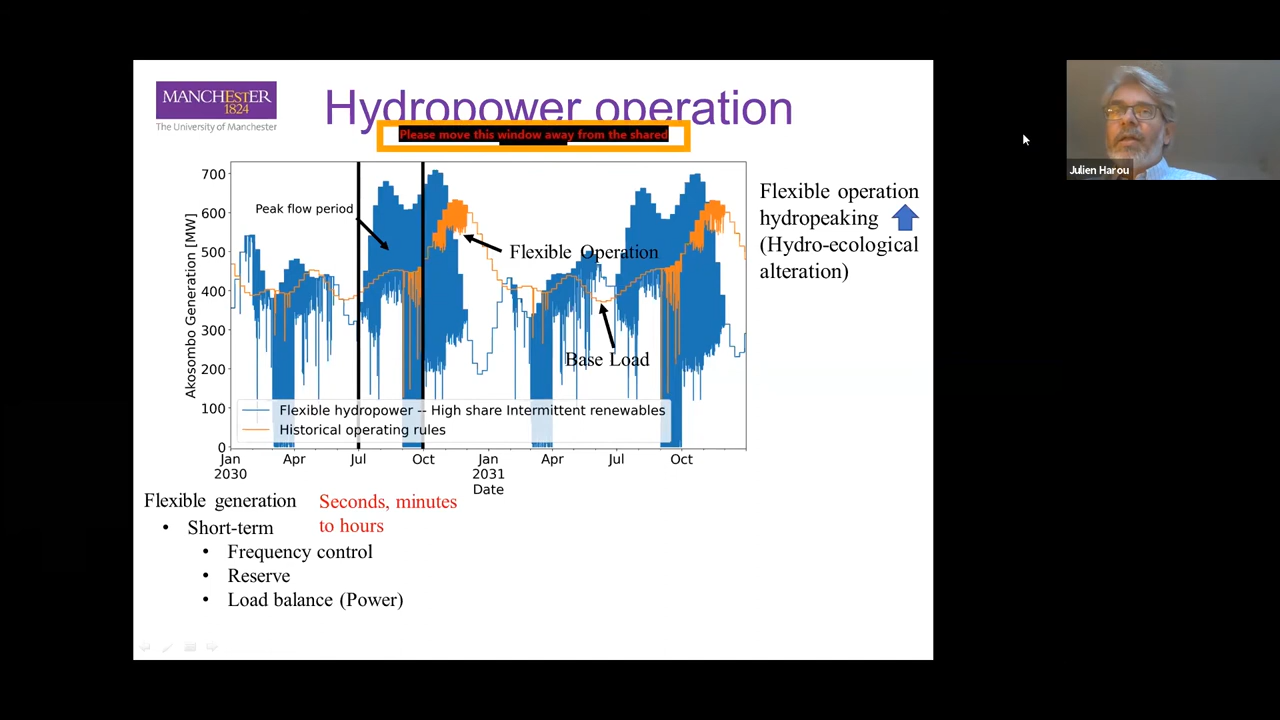 MANCHESTER
1824
The University of Manchester
Hydropower operation
Please move this window away from the shared
Julien Harou
Akosombo Generation [MW]
700
600
500
400
300
200
100
0
Peak flow period
Flexible Operation
Base Load
Flexible hydropower -- High share Intermittent renewables
Historical operating rules
Jan Apr Jul Oct Jan Apr Jul Oct
2030 2031
Date
Flexible operation
hydropeaking
(Hydro-ecological
alteration)
Flexible generation
Seconds, minutes
to hours
• Short-term
• Frequency control
• Reserve
• Load balance (Power)